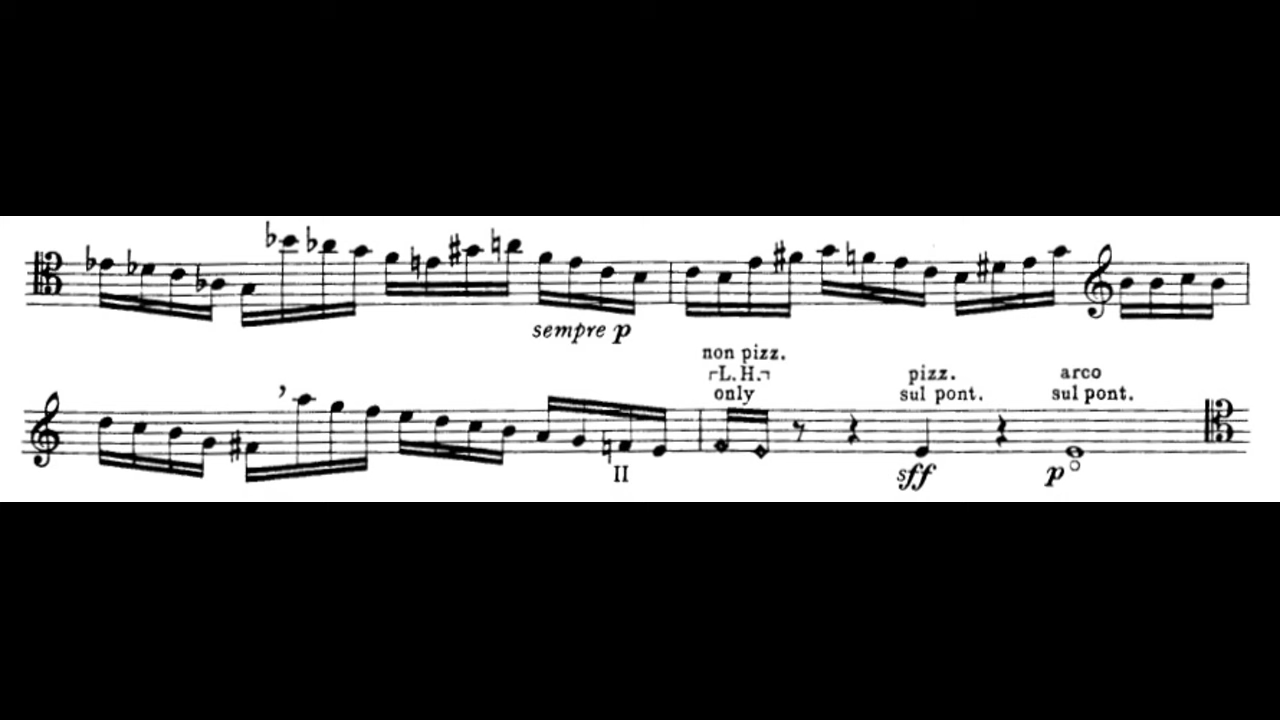 sempre p
non pizz.
L.H.
only
pizz.
sul pont.
arco
sul pont.
II
sff
p